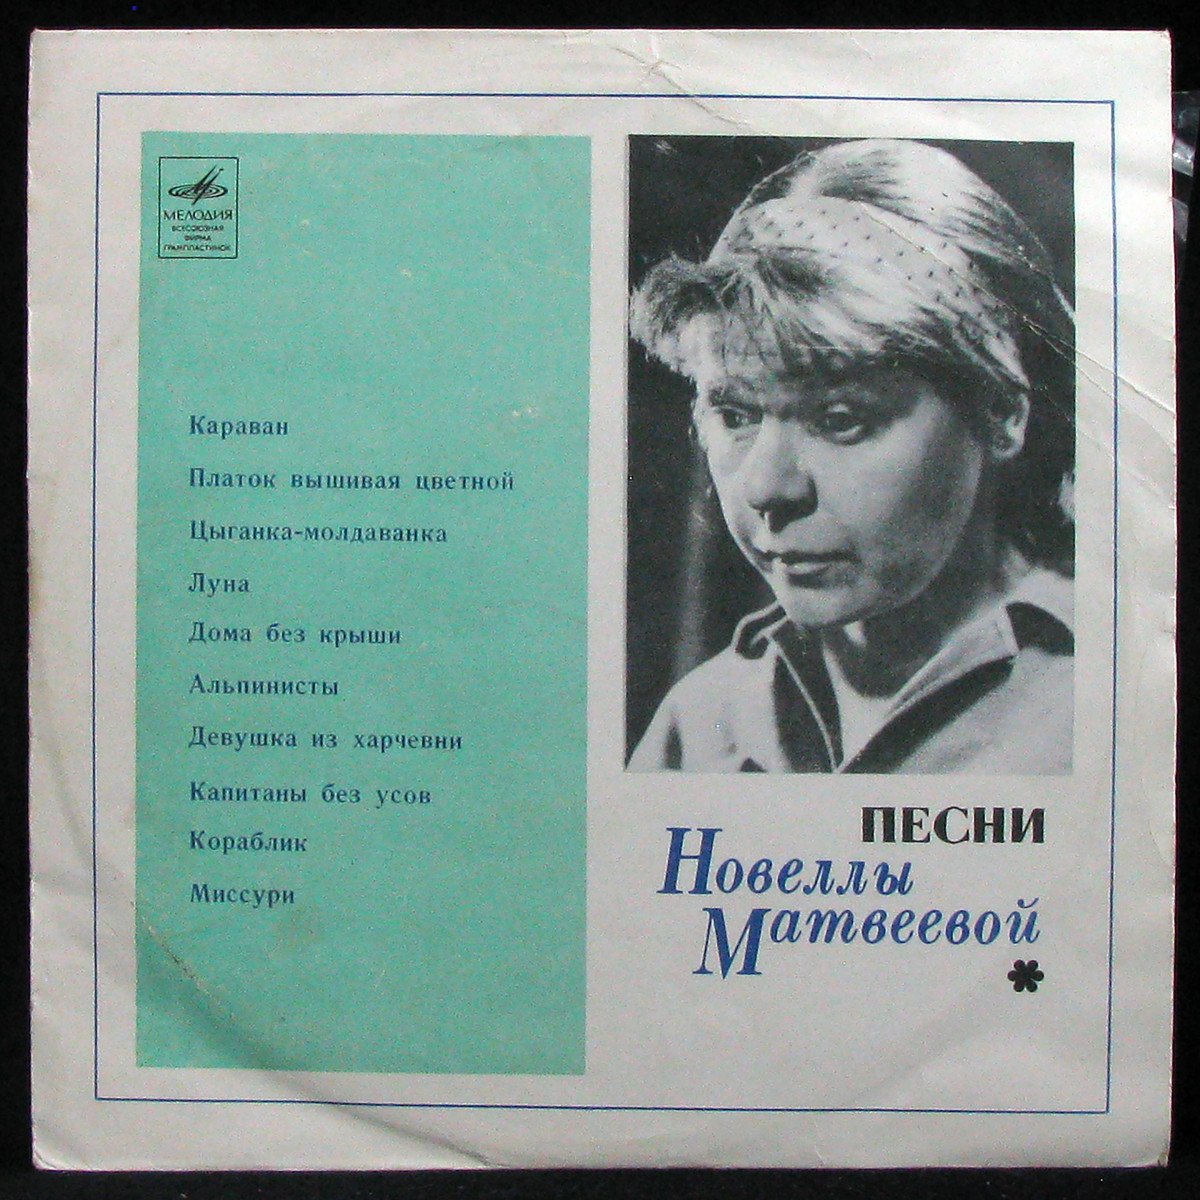 МЕЛОДИЯ
ВСЕСОЮЗНАЯ
ФИРМА
ГРАМПЛАСТИНОК
Караван
Платок вышивая цветной
Цыганка-молдаванка
Луна
Дома без крыши
Альпинисты
Девушка из харчевни
Капитаны без усов
Кораблик
Миссури
ПЕСНИ
Новеллы
Матвеевой